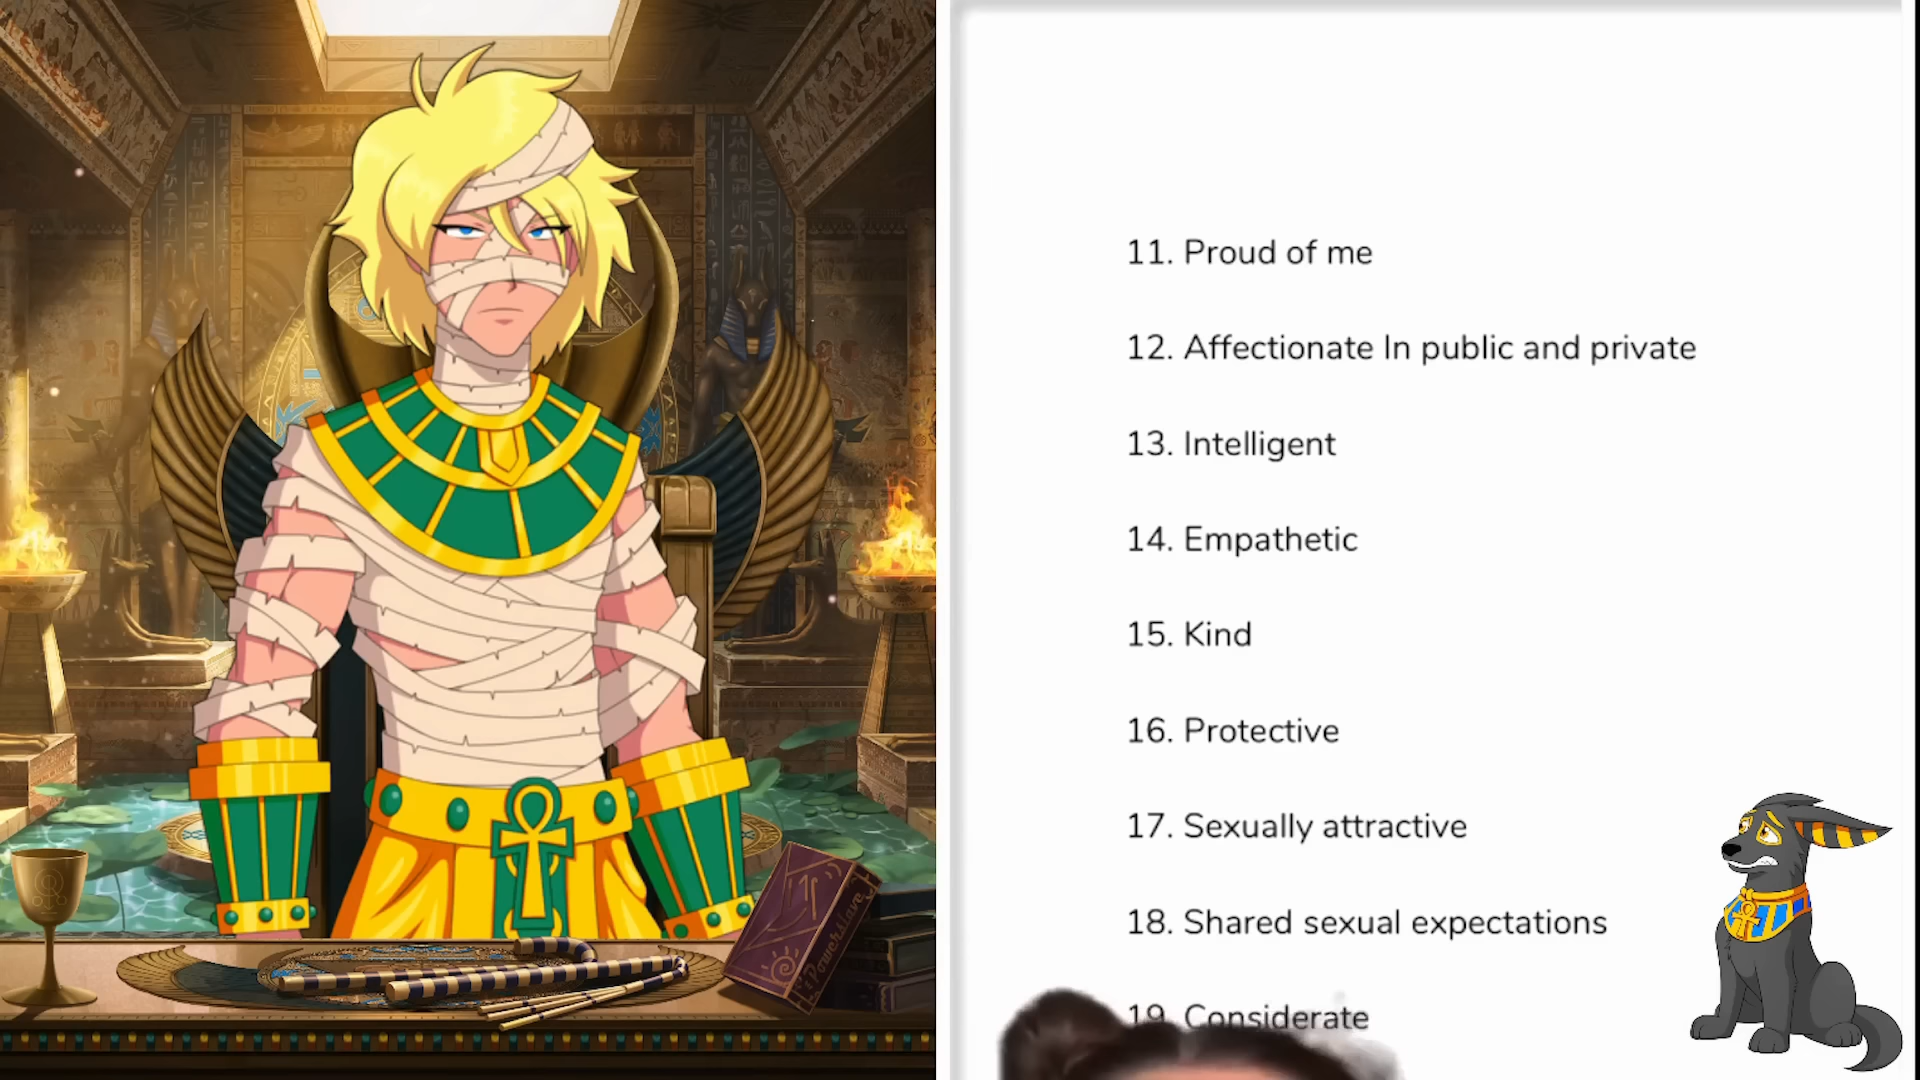 11. Proud of me
12. Affectionate In public and private
13. Intelligent
14. Empathetic
15. Kind
16. Protective
17. Sexually attractive
18. Shared sexual expectations
19. Considerate
Powerslave